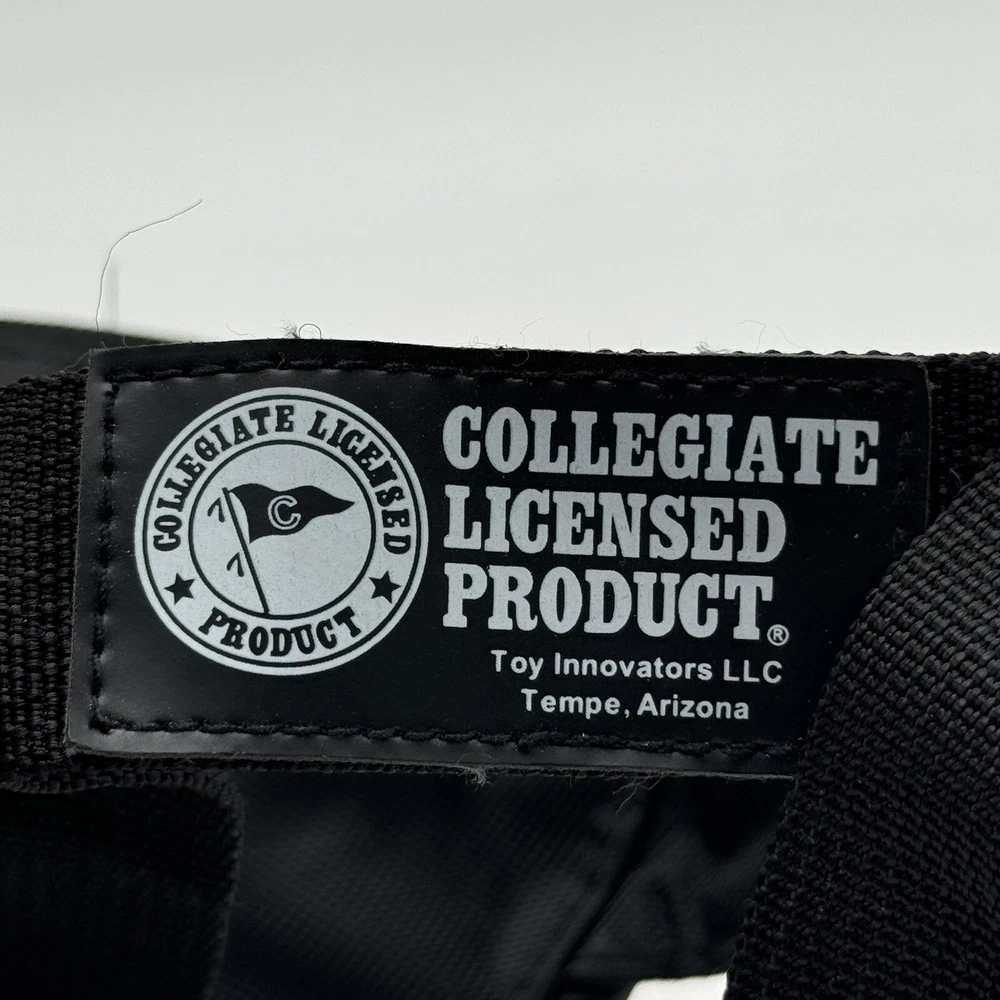 COLLEGIATE LICENSED
PRODUCT
C
COLLEGIATE
LICENSED
PRODUCT®
Toy Innovators LLC
Tempe, Arizona